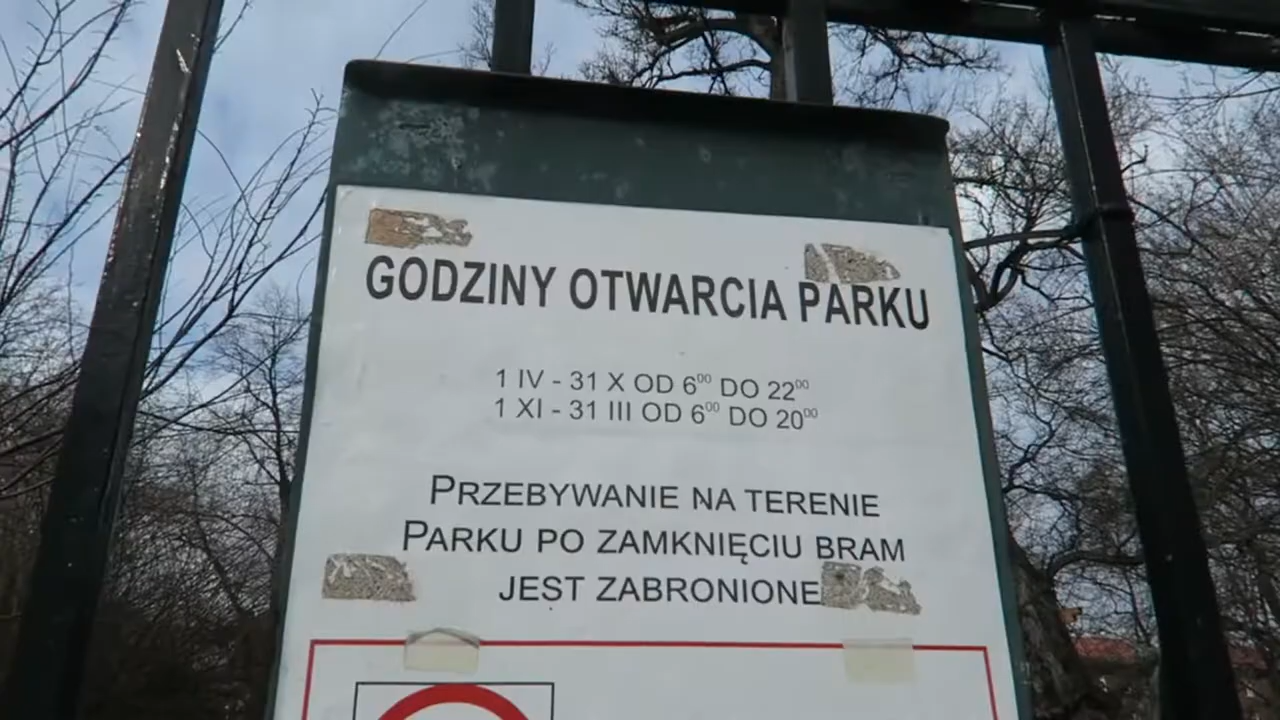 GODZINY OTWARCIA PARKU
1 IV - 31 X OD 6⁰⁰ DO 22⁰⁰
1 XI - 31 III OD 6⁰⁰ DO 20⁰⁰
PRZEBYWANIE NA TERENIE
PARKU PO ZAMKNIĘCIU BRAM
JEST ZABRONIONE